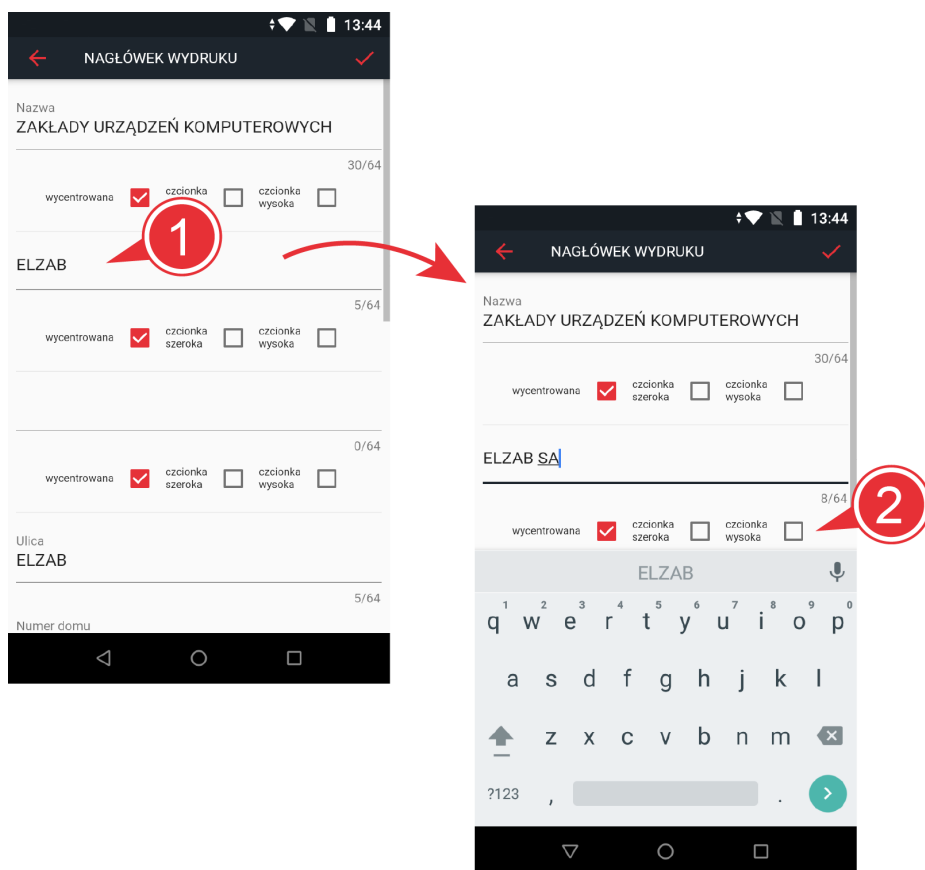 13:44
NAGŁÓWEK WYDRUKU
Nazwa
ZAKŁADY URZĄDZEŃ KOMPUTEROWYCH
30/64
wycentrowana czcionka czcionka
wysoka
1
ELZAB
5/64
wycentrowana czcionka czcionka
szeroka wysoka
0/64
wycentrowana czcionka czcionka
szeroka wysoka
Ulica
ELZAB
5/64
Numer domu
13:44
NAGŁÓWEK WYDRUKU
Nazwa
ZAKŁADY URZĄDZEŃ KOMPUTEROWYCH
30/64
wycentrowana czcionka czcionka
szeroka wysoka
ELZAB SA
8/64
2
wycentrowana czcionka czcionka
szeroka wysoka
ELZAB
1 2 3 4 5 6 7 8 9 0
q w e r t y u i o p
a s d f g h j k l
z x c v b n m
?123 , .